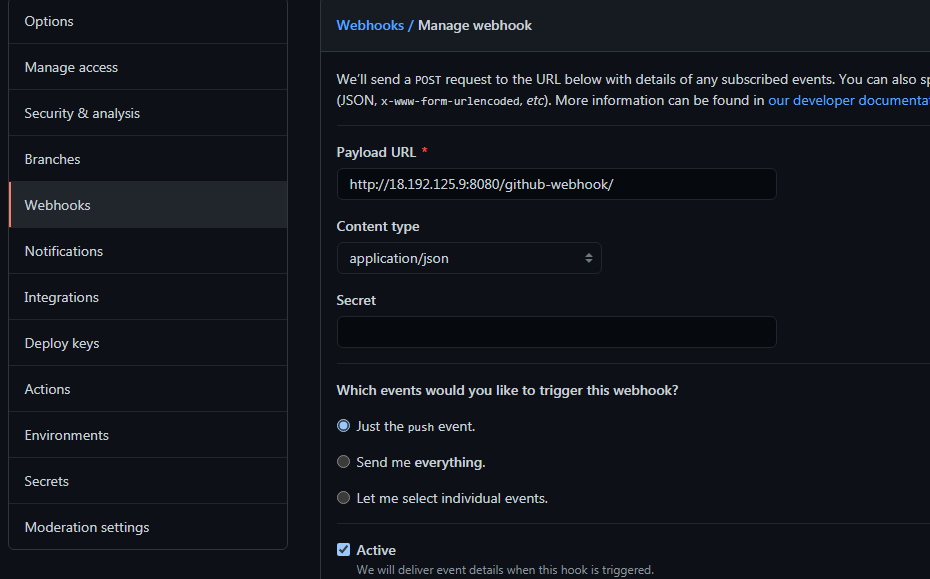 Options
Manage access
Security & analysis
Branches
Webhooks
Notifications
Integrations
Deploy keys
Actions
Environments
Secrets
Moderation settings
Webhooks / Manage webhook
We'll send a POST request to the URL below with details of any subscribed events. You can also
(JSON, x-www-form-urlencoded, etc). More information can be found in our developer
Payload URL *
http://18.192.125.9:8080/github-webhook/
Content type
application/json
Secret
Which events would you like to trigger this webhook?
Just the push event.
Send me everything.
Let me select individual events.
Active
We will deliver event details when this hook is triggered.